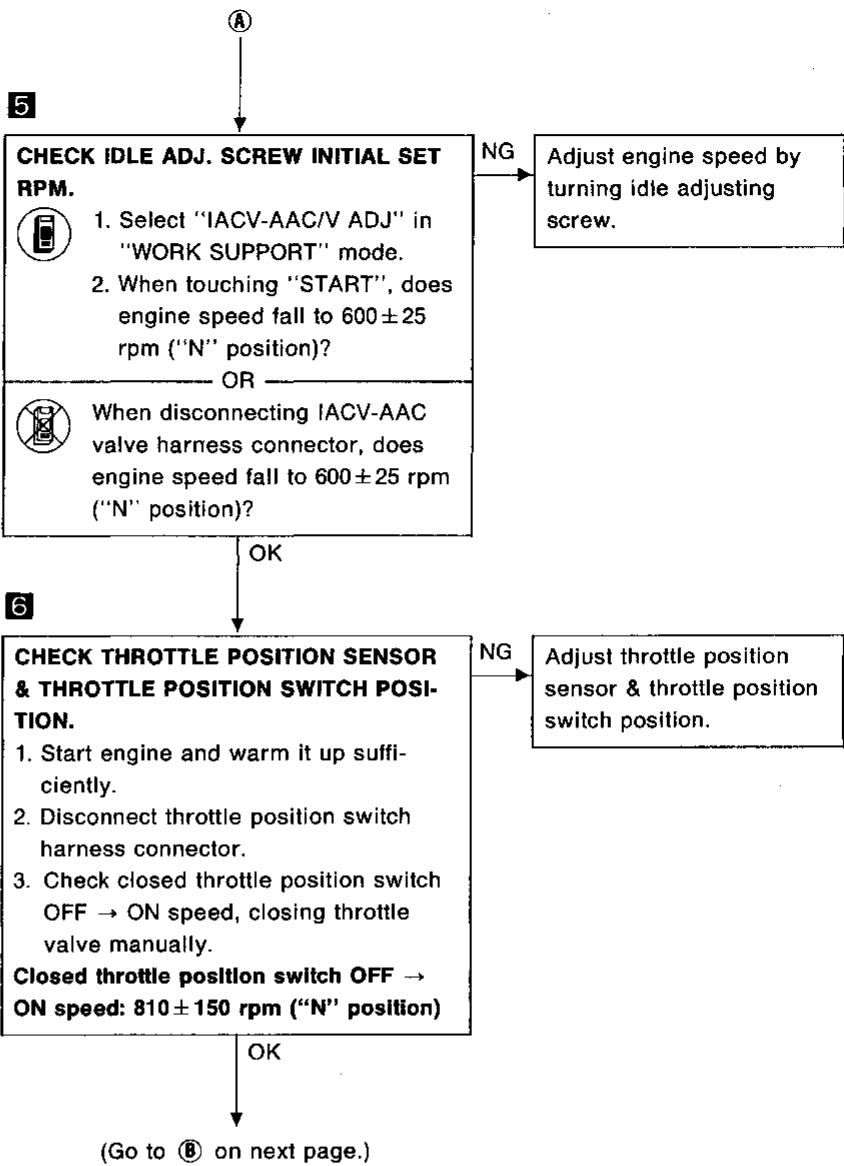 Ⓐ
5
CHECK IDLE ADJ. SCREW INITIAL SET
RPM.
1. Select "IACV-AAC/V ADJ" in
"WORK SUPPORT" mode.
2. When touching "START", does
engine speed fall to 600±25
rpm ("N" position)?
OR
When disconnecting IACV-AAC
valve harness connector, does
engine speed fall to 600±25 rpm
("N" position)?
NG
Adjust engine speed by
turning idle adjusting
screw.
OK
6
CHECK THROTTLE POSITION SENSOR
& THROTTLE POSITION SWITCH POSI-
TION.
1. Start engine and warm it up suffi-
ciently.
2. Disconnect throttle position switch
harness connector.
3. Check closed throttle position switch
OFF → ON speed, closing throttle
valve manually.
Closed throttle position switch OFF →
ON speed: 810±150 rpm ("N" position)
NG
Adjust throttle position
sensor & throttle position
switch position.
OK
(Go to Ⓑ on next page.)